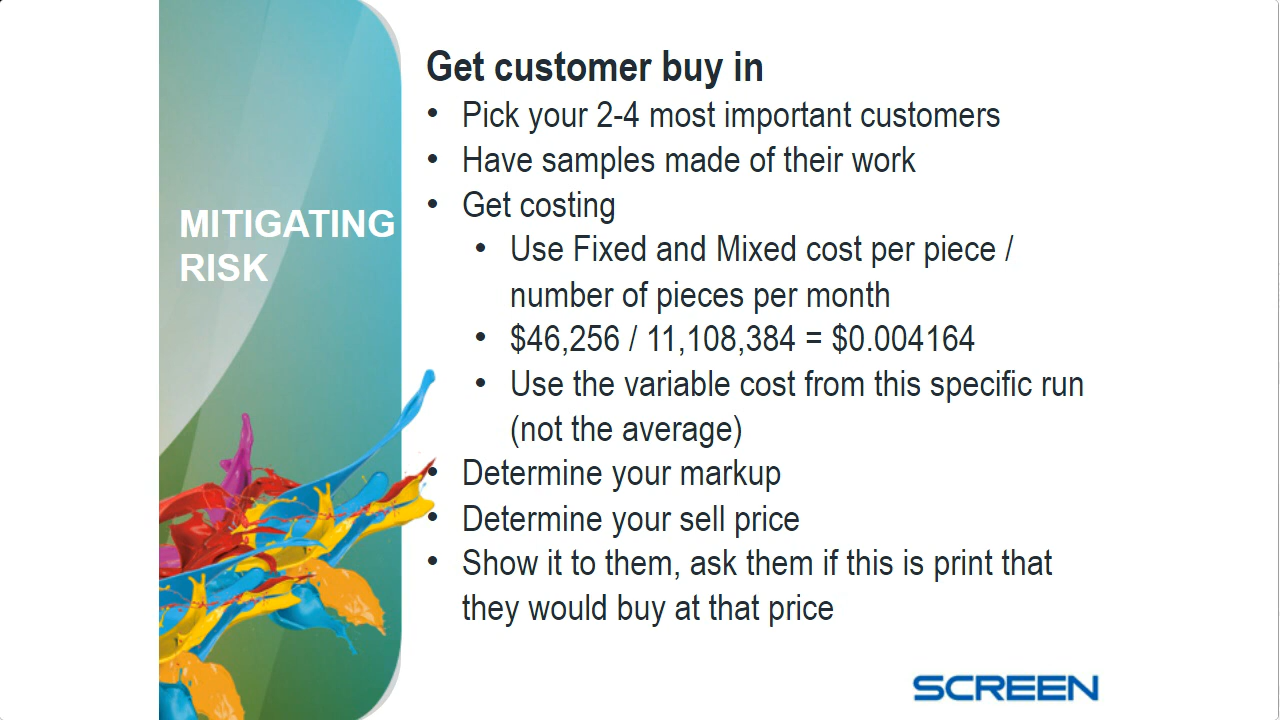 MITIGATING
RISK
Get customer buy in
• Pick your 2-4 most important customers
• Have samples made of their work
• Get costing
• Use Fixed and Mixed cost per piece /
number of pieces per month
• $46,256 / 11,108,384 = $0.004164
• Use the variable cost from this specific run
(not the average)
• Determine your markup
• Determine your sell price
• Show it to them, ask them if this is print that
they would buy at that price
SCREEN